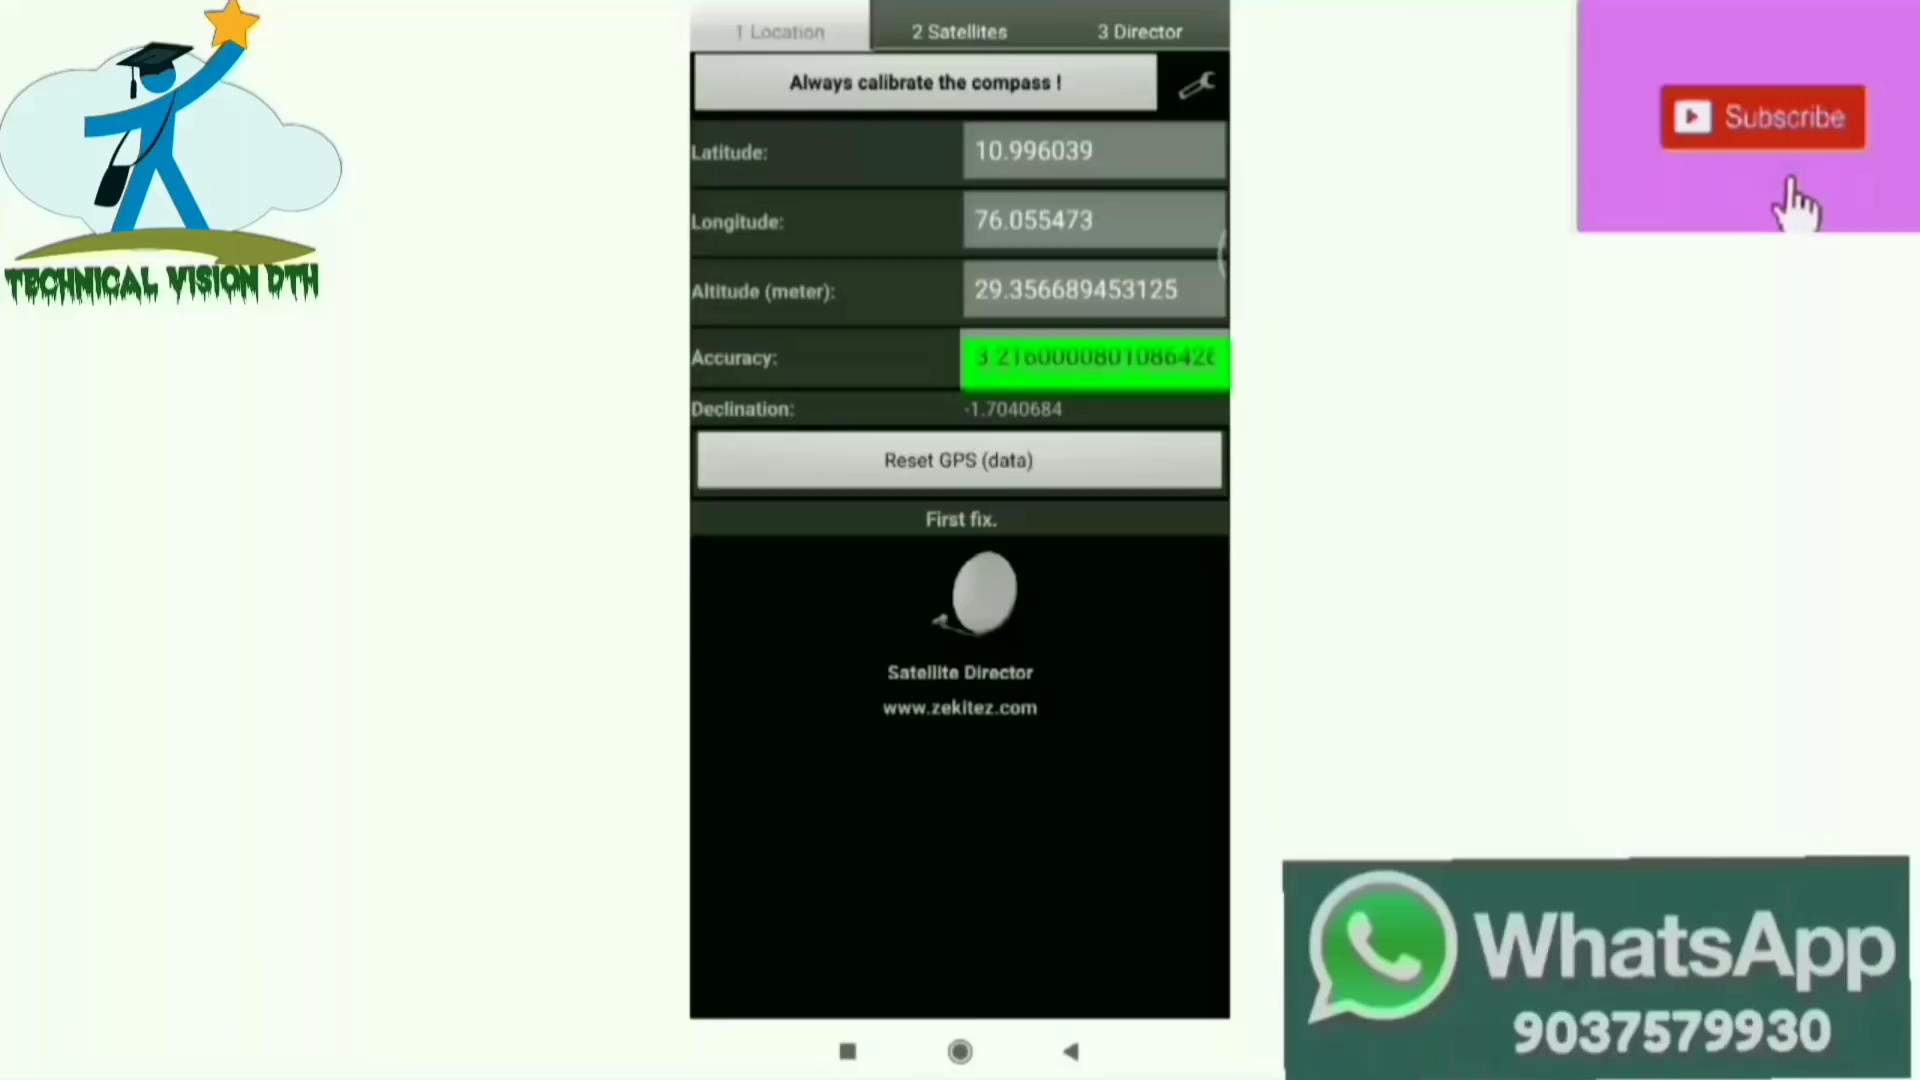 1 Location 2 Satellites 3 Director
Always calibrate the compass !
Latitude: 10.996039
Longitude: 76.055473
Altitude (meter): 29.356689453125
Accuracy: 3.2160000801086426
Declination: -1.7040684
Reset GPS (data)
First fix.
Satellite Director
www.zekitez.com
TECHNICAL VISION DTH
Subscribe
WhatsApp
9037579930